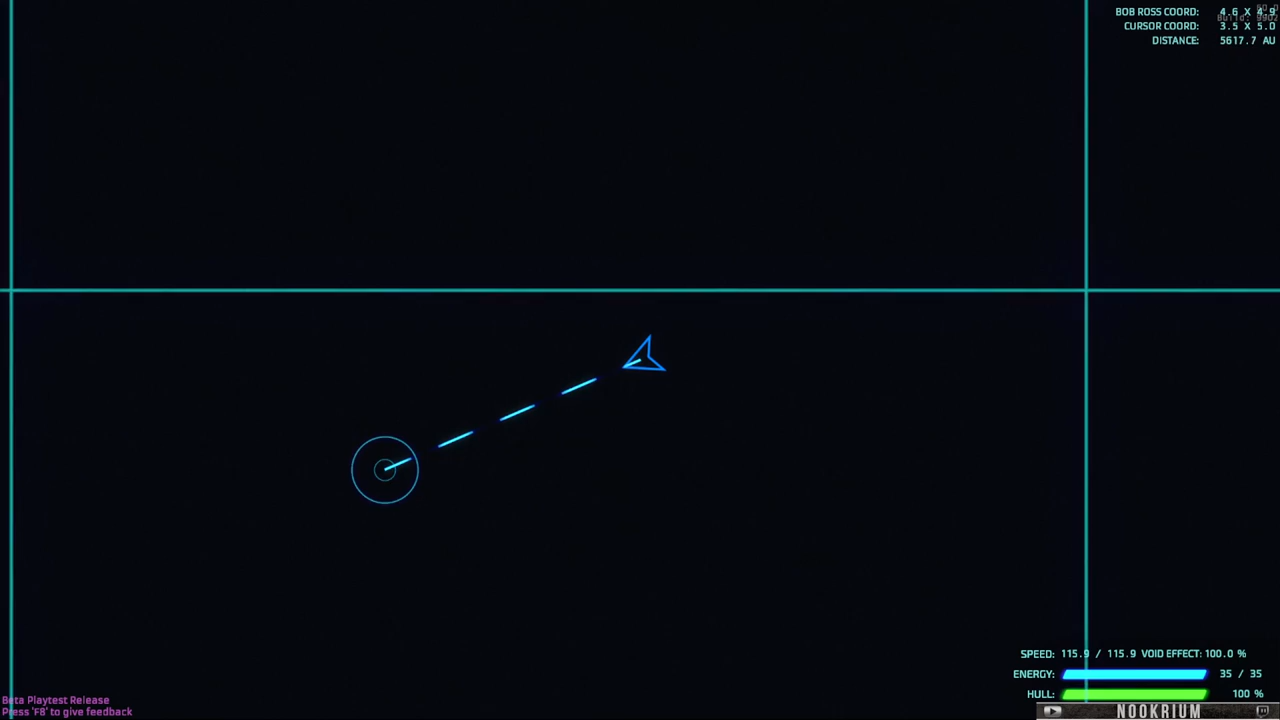 BOB ROSS COORD: 4.6 X 4.9
CURSOR COORD: 3.5 X 5.0
DISTANCE: 5617.7 AU
SPEED: 115.9 / 115.9 VOID EFFECT: 100.0 %
ENERGY: 35 / 35
HULL: 100 %
Beta Playtest Release
Press 'F8' to give feedback
NOOKRIUM